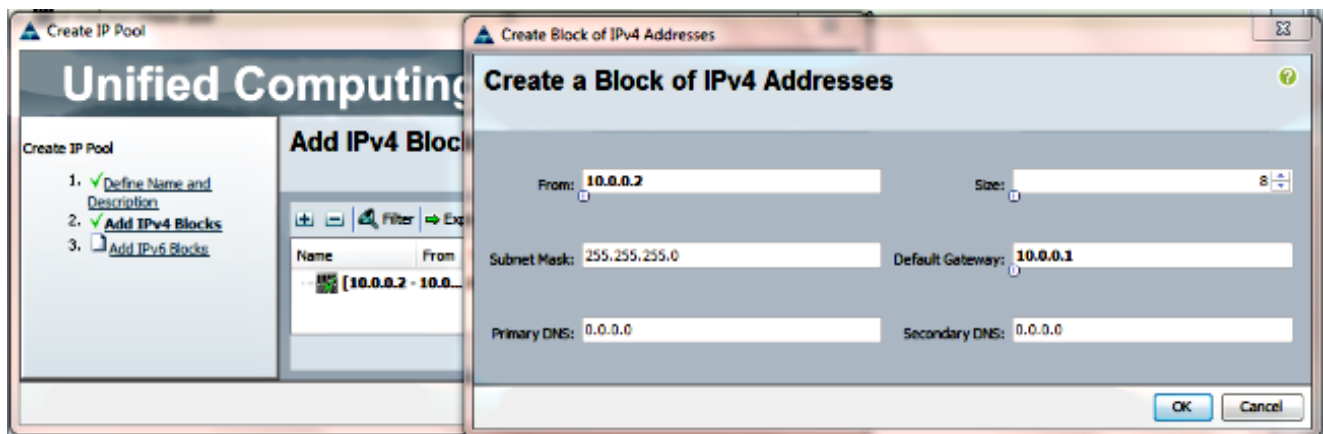 Create IP Pool
Unified Computing
Create IP Pool
1. Define Name and
Description
2. Add IPv4 Blocks
3. Add IPv6 Blocks
Add IPv4 Bloc
Filter
Name From
[10.0.0.2 - 10.0...
Create Block of IPv4 Addresses
Create a Block of IPv4 Addresses
From: 10.0.0.2
Size: 8
Subnet Mask: 255.255.255.0
Default Gateway: 10.0.0.1
Primary DNS: 0.0.0.0
Secondary DNS: 0.0.0.0
OK Cancel